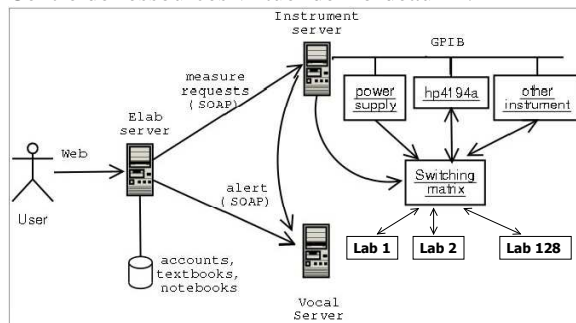 Instrument
server
GPIB
measure
requests
(SOAP)
power
supply
hp4194a
other
instrument
Elab
server
Web
Switching
matrix
alert
(SOAP)
User
Lab 1
Lab 2
Lab 128
accounts,
textbooks,
notebooks
Vocal
Server